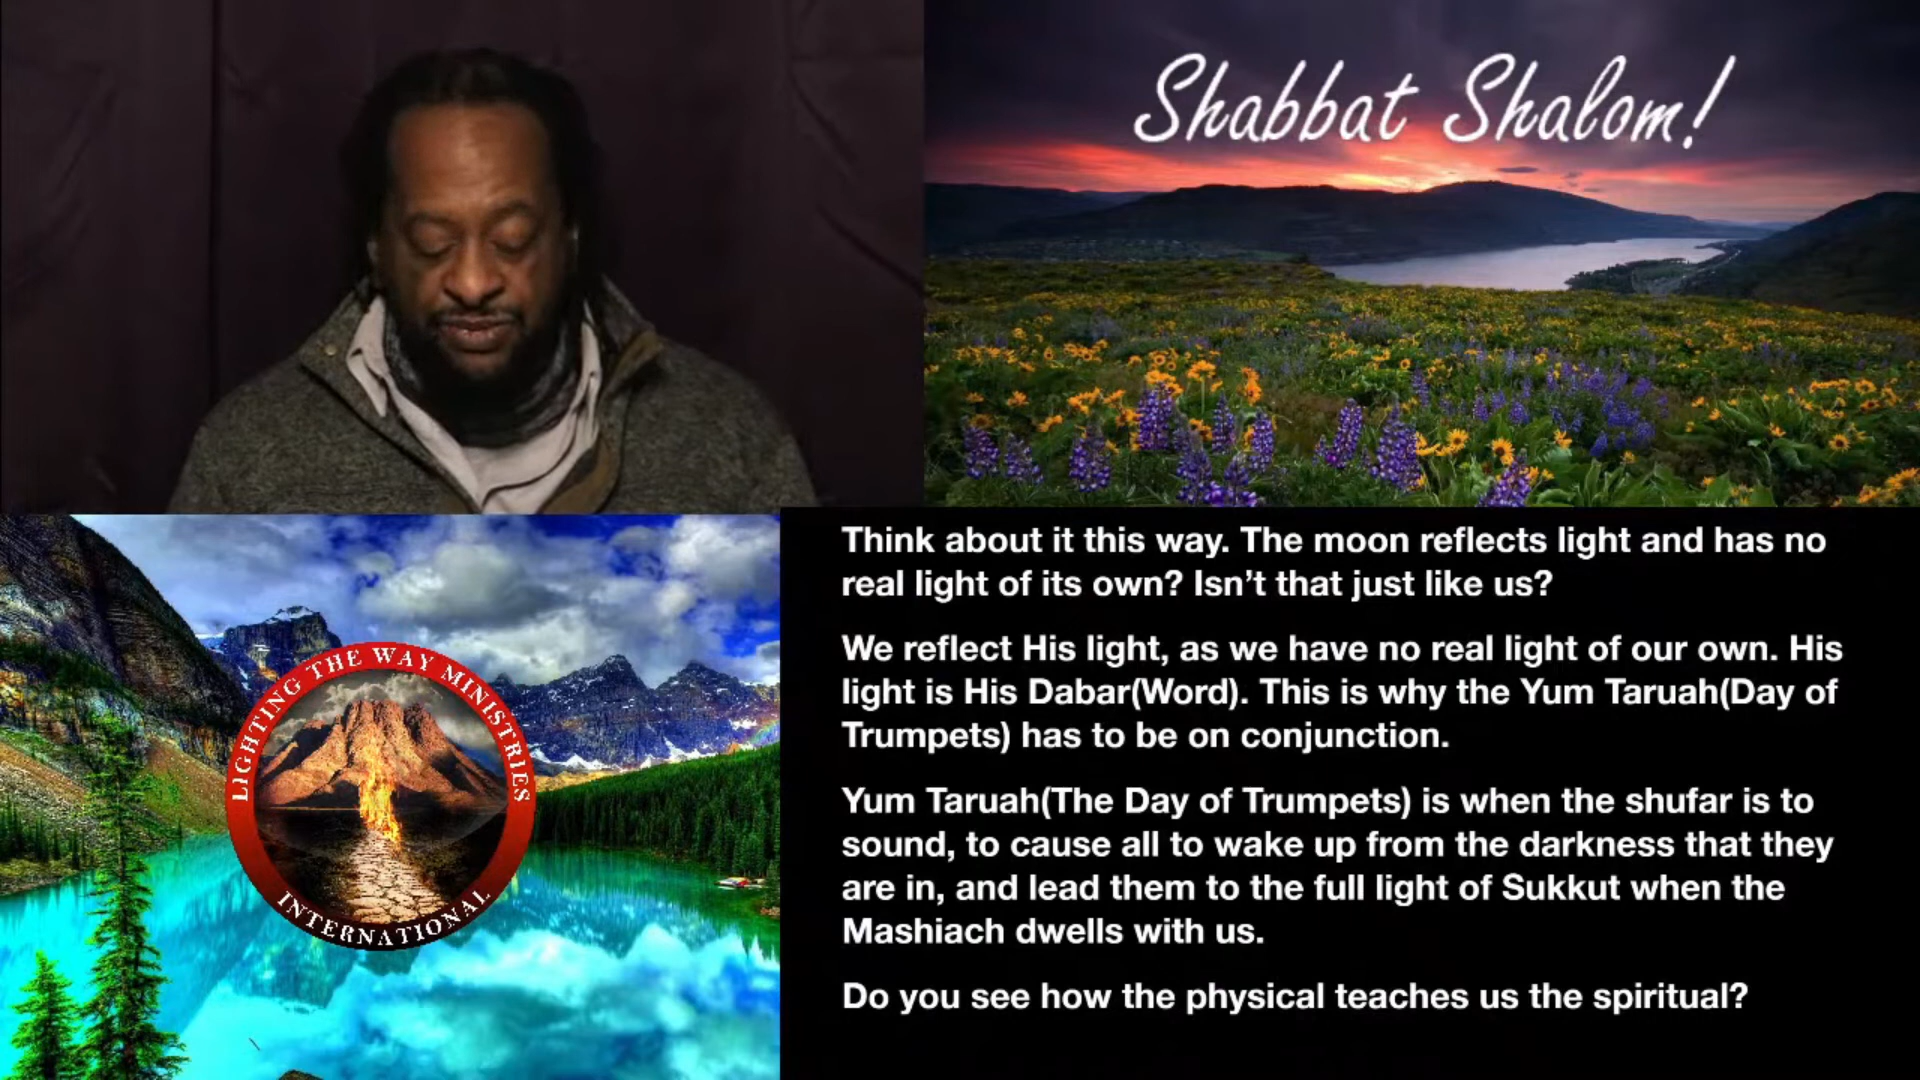 Shabbat Shalom!
LIGHTING THE WAY MINISTRIES
INTERNATIONAL
Think about it this way. The moon reflects light and has no
real light of its own? Isn’t that just like us?
We reflect His light, as we have no real light of our own. His
light is His Dabar(Word). This is why the Yum Taruah(Day of
Trumpets) has to be on conjunction.
Yum Taruah(The Day of Trumpets) is when the shufar is to
sound, to cause all to wake up from the darkness that they
are in, and lead them to the full light of Sukkut when the
Mashiach dwells with us.
Do you see how the physical teaches us the spiritual?